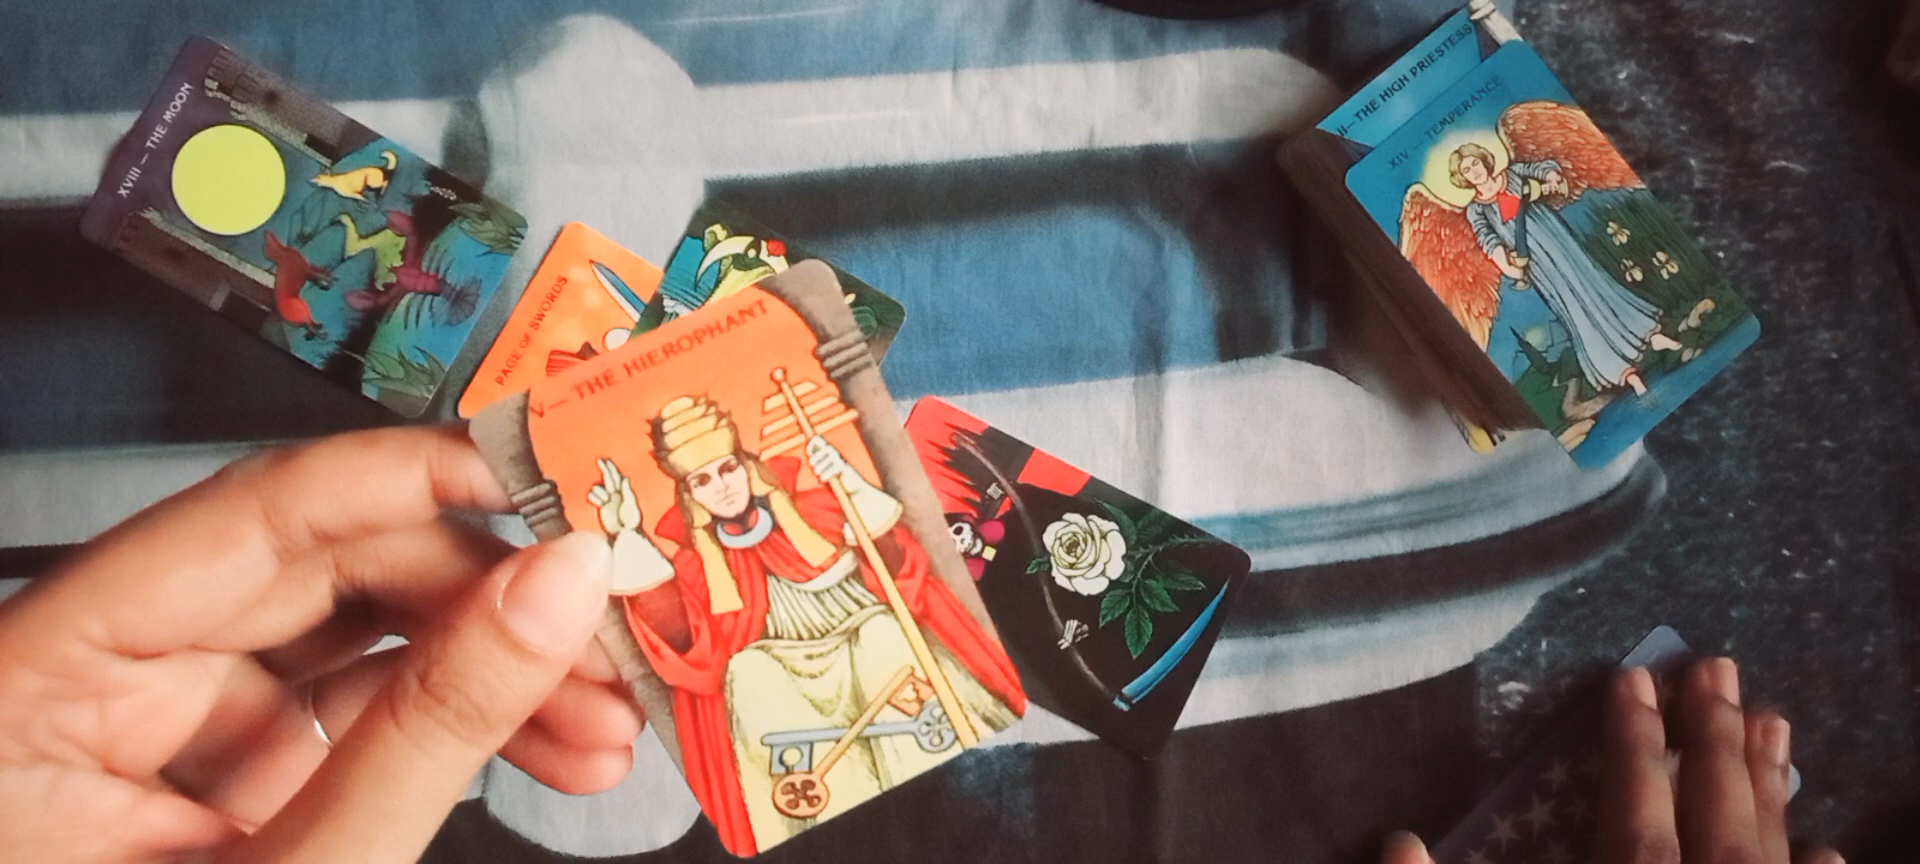 XVIII — THE MOON
PAGE OF SWORDS
V — THE HIEROPHANT
II — THE HIGH PRIESTESS
XIV — TEMPERANCE